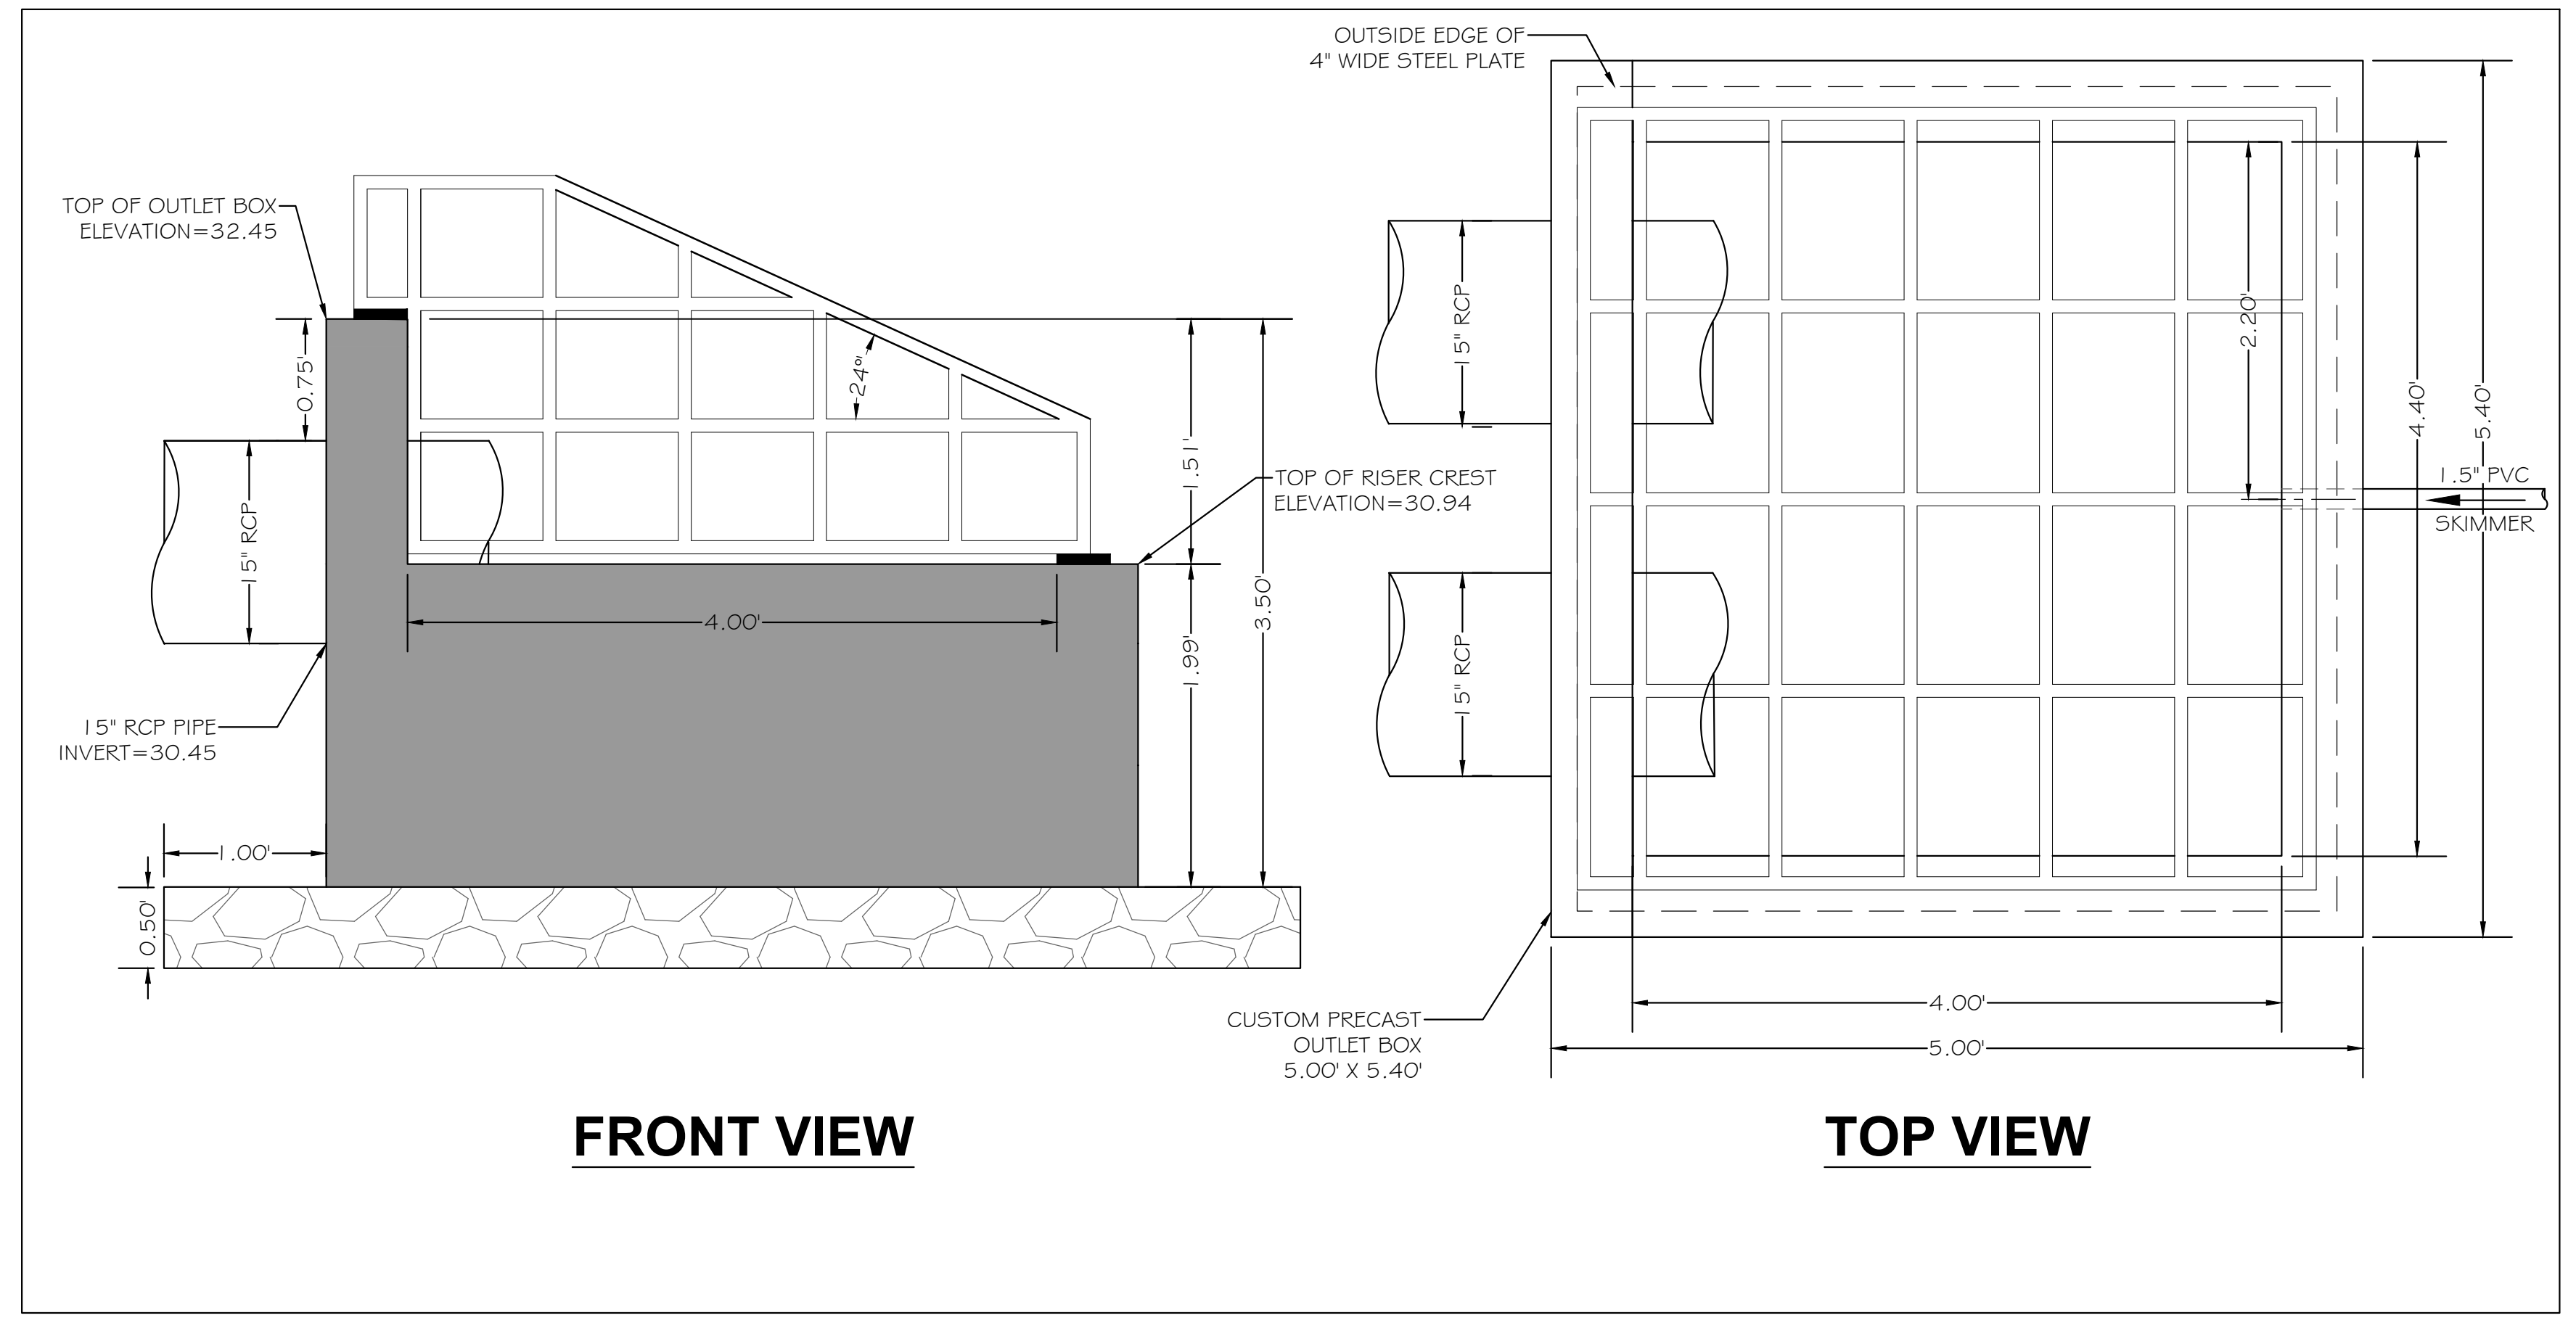 OUTSIDE EDGE OF
4" WIDE STEEL PLATE
TOP OF OUTLET BOX
ELEVATION=32.45
0.75'
15" RCP
24°
1.51'
3.50'
1.99'
TOP OF RISER CREST
ELEVATION=30.94
4.00'
15" RCP PIPE
INVERT=30.45
1.00'
0.50'
15" RCP
15" RCP
2.20'
4.40'
5.40'
1.5" PVC
SKIMMER
4.00'
5.00'
CUSTOM PRECAST
OUTLET BOX
5.00' X 5.40'
FRONT VIEW
TOP VIEW